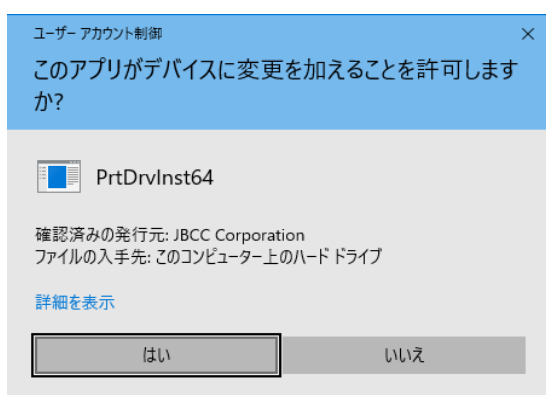 ユーザー アカウント制御
このアプリがデバイスに変更を加えることを許可します
か?
PrtDrvInst64
確認済みの発行元: JBCC Corporation
ファイルの入手先: このコンピューター上のハード ドライブ
詳細を表示
はい
いいえ